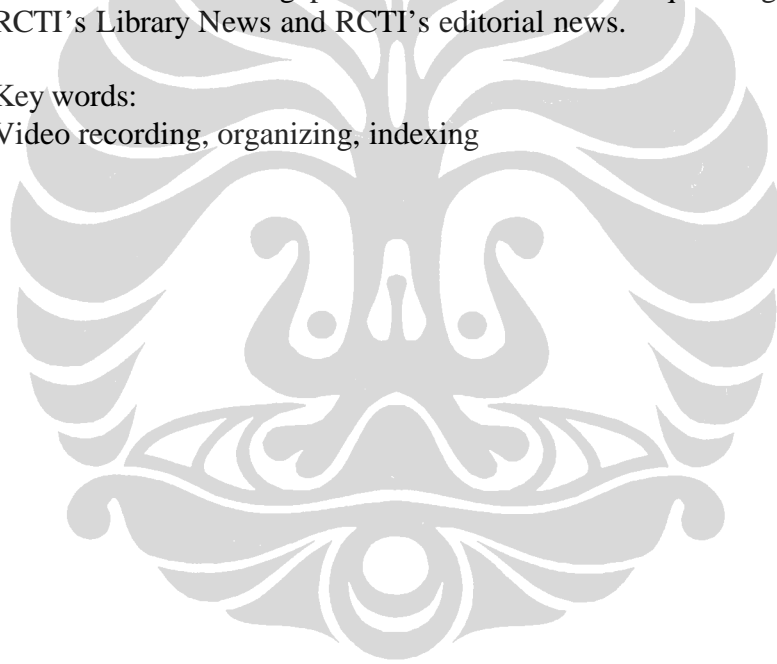 RCTI's Library News and RCTI's editorial news.
Key words:
Video recording, organizing, indexing